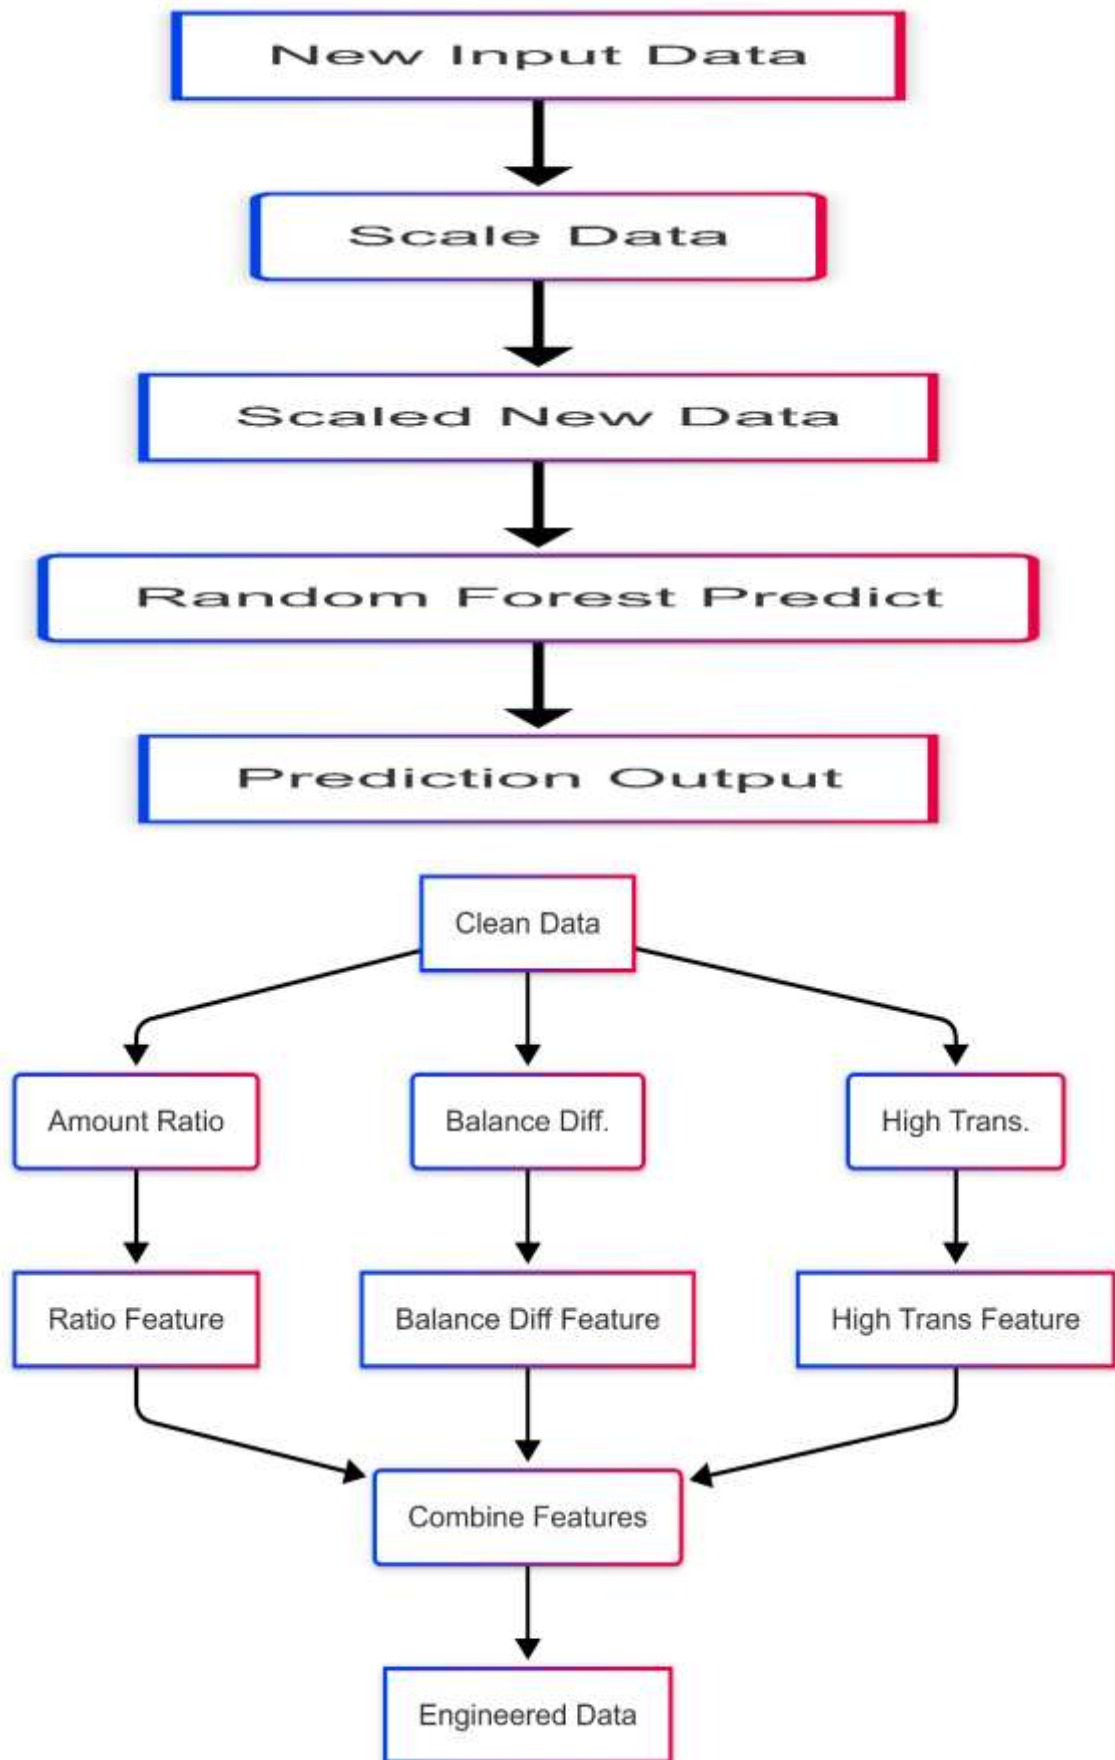 New Input Data
Scale Data
Scaled New Data
Random Forest Predict
Prediction Output
Clean Data
Amount Ratio
Balance Diff.
High Trans.
Ratio Feature
Balance Diff Feature
High Trans Feature
Combine Features
Engineered Data